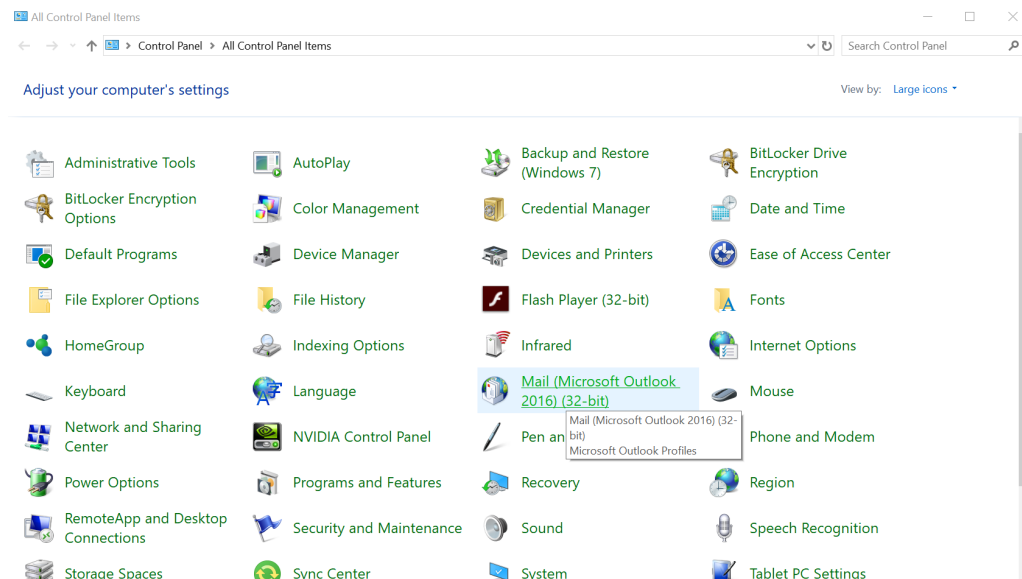 All Control Panel Items
Control Panel > All Control Panel Items
Search Control Panel
Adjust your computer's settings
View by: Large icons
Administrative Tools
AutoPlay
Backup and Restore
(Windows 7)
BitLocker Drive
Encryption
BitLocker Encryption
Options
Color Management
Credential Manager
Date and Time
Default Programs
Device Manager
Devices and Printers
Ease of Access Center
File Explorer Options
File History
Flash Player (32-bit)
Fonts
HomeGroup
Indexing Options
Infrared
Internet Options
Keyboard
Language
Mail (Microsoft Outlook
2016) (32-bit)
Mouse
Mail (Microsoft Outlook 2016) (32-
bit)
Microsoft Outlook Profiles
Network and Sharing
Center
NVIDIA Control Panel
Pen an
Phone and Modem
Power Options
Programs and Features
Recovery
Region
RemoteApp and Desktop
Connections
Security and Maintenance
Sound
Speech Recognition
Storage Spaces
Sync Center
System
Tablet PC Settings